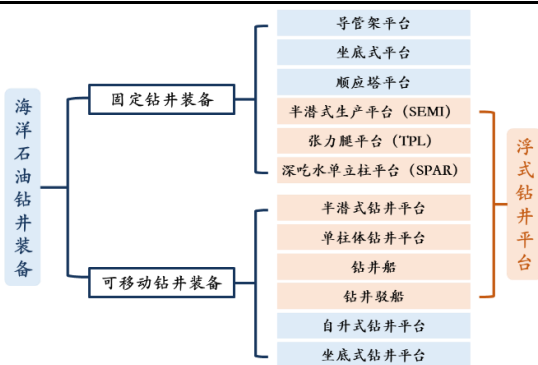 海洋石油钻井装备
固定钻井装备
可移动钻井装备
导管架平台
坐底式平台
顺应塔平台
半潜式生产平台（SEMI）
张力腿平台（TPL）
深吃水单立柱平台（SPAR）
半潜式钻井平台
单柱体钻井平台
钻井船
钻井驳船
自升式钻井平台
坐底式钻井平台
浮式钻井平台